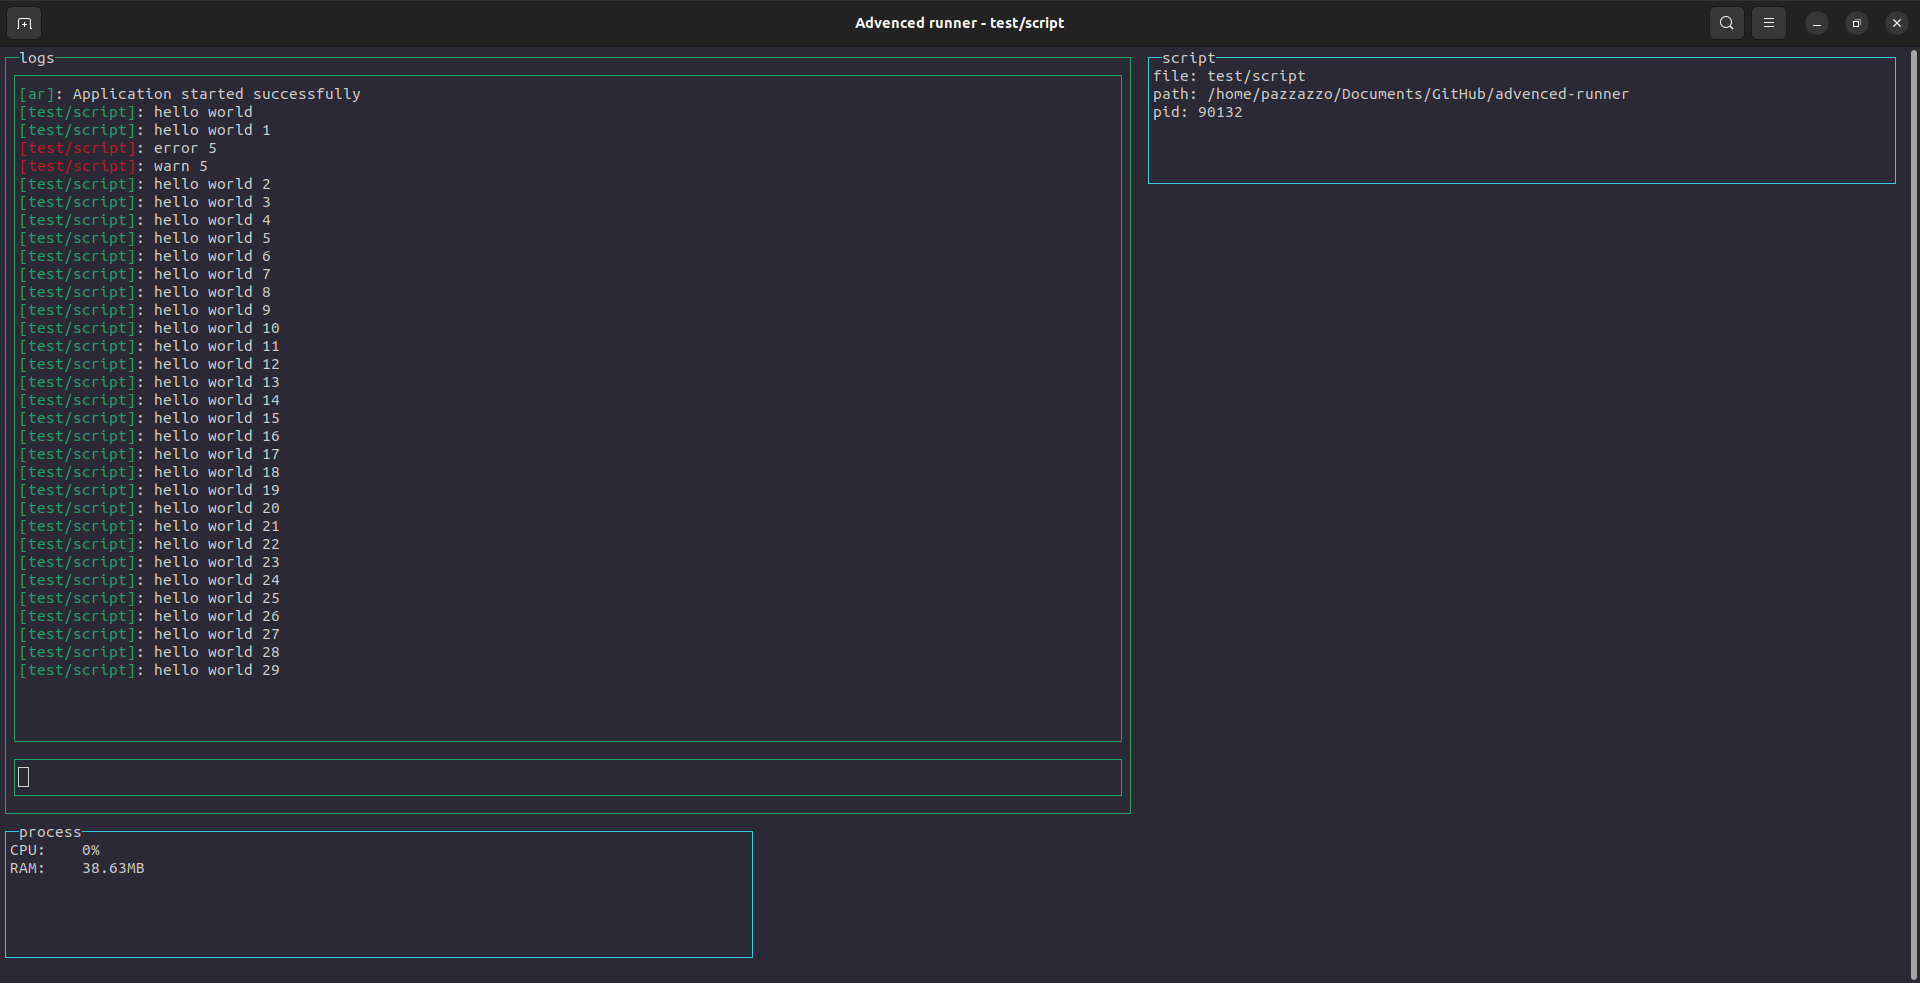 Advenced runner - test/script
logs
[ar]: Application started successfully
[test/script]: hello world
[test/script]: hello world 1
[test/script]: error 5
[test/script]: warn 5
[test/script]: hello world 2
[test/script]: hello world 3
[test/script]: hello world 4
[test/script]: hello world 5
[test/script]: hello world 6
[test/script]: hello world 7
[test/script]: hello world 8
[test/script]: hello world 9
[test/script]: hello world 10
[test/script]: hello world 11
[test/script]: hello world 12
[test/script]: hello world 13
[test/script]: hello world 14
[test/script]: hello world 15
[test/script]: hello world 16
[test/script]: hello world 17
[test/script]: hello world 18
[test/script]: hello world 19
[test/script]: hello world 20
[test/script]: hello world 21
[test/script]: hello world 22
[test/script]: hello world 23
[test/script]: hello world 24
[test/script]: hello world 25
[test/script]: hello world 26
[test/script]: hello world 27
[test/script]: hello world 28
[test/script]: hello world 29
script
file: test/script
path: /home/pazzazzo/Documents/GitHub/advenced-runner
pid: 90132
process
CPU:    0%
RAM:    38.63MB